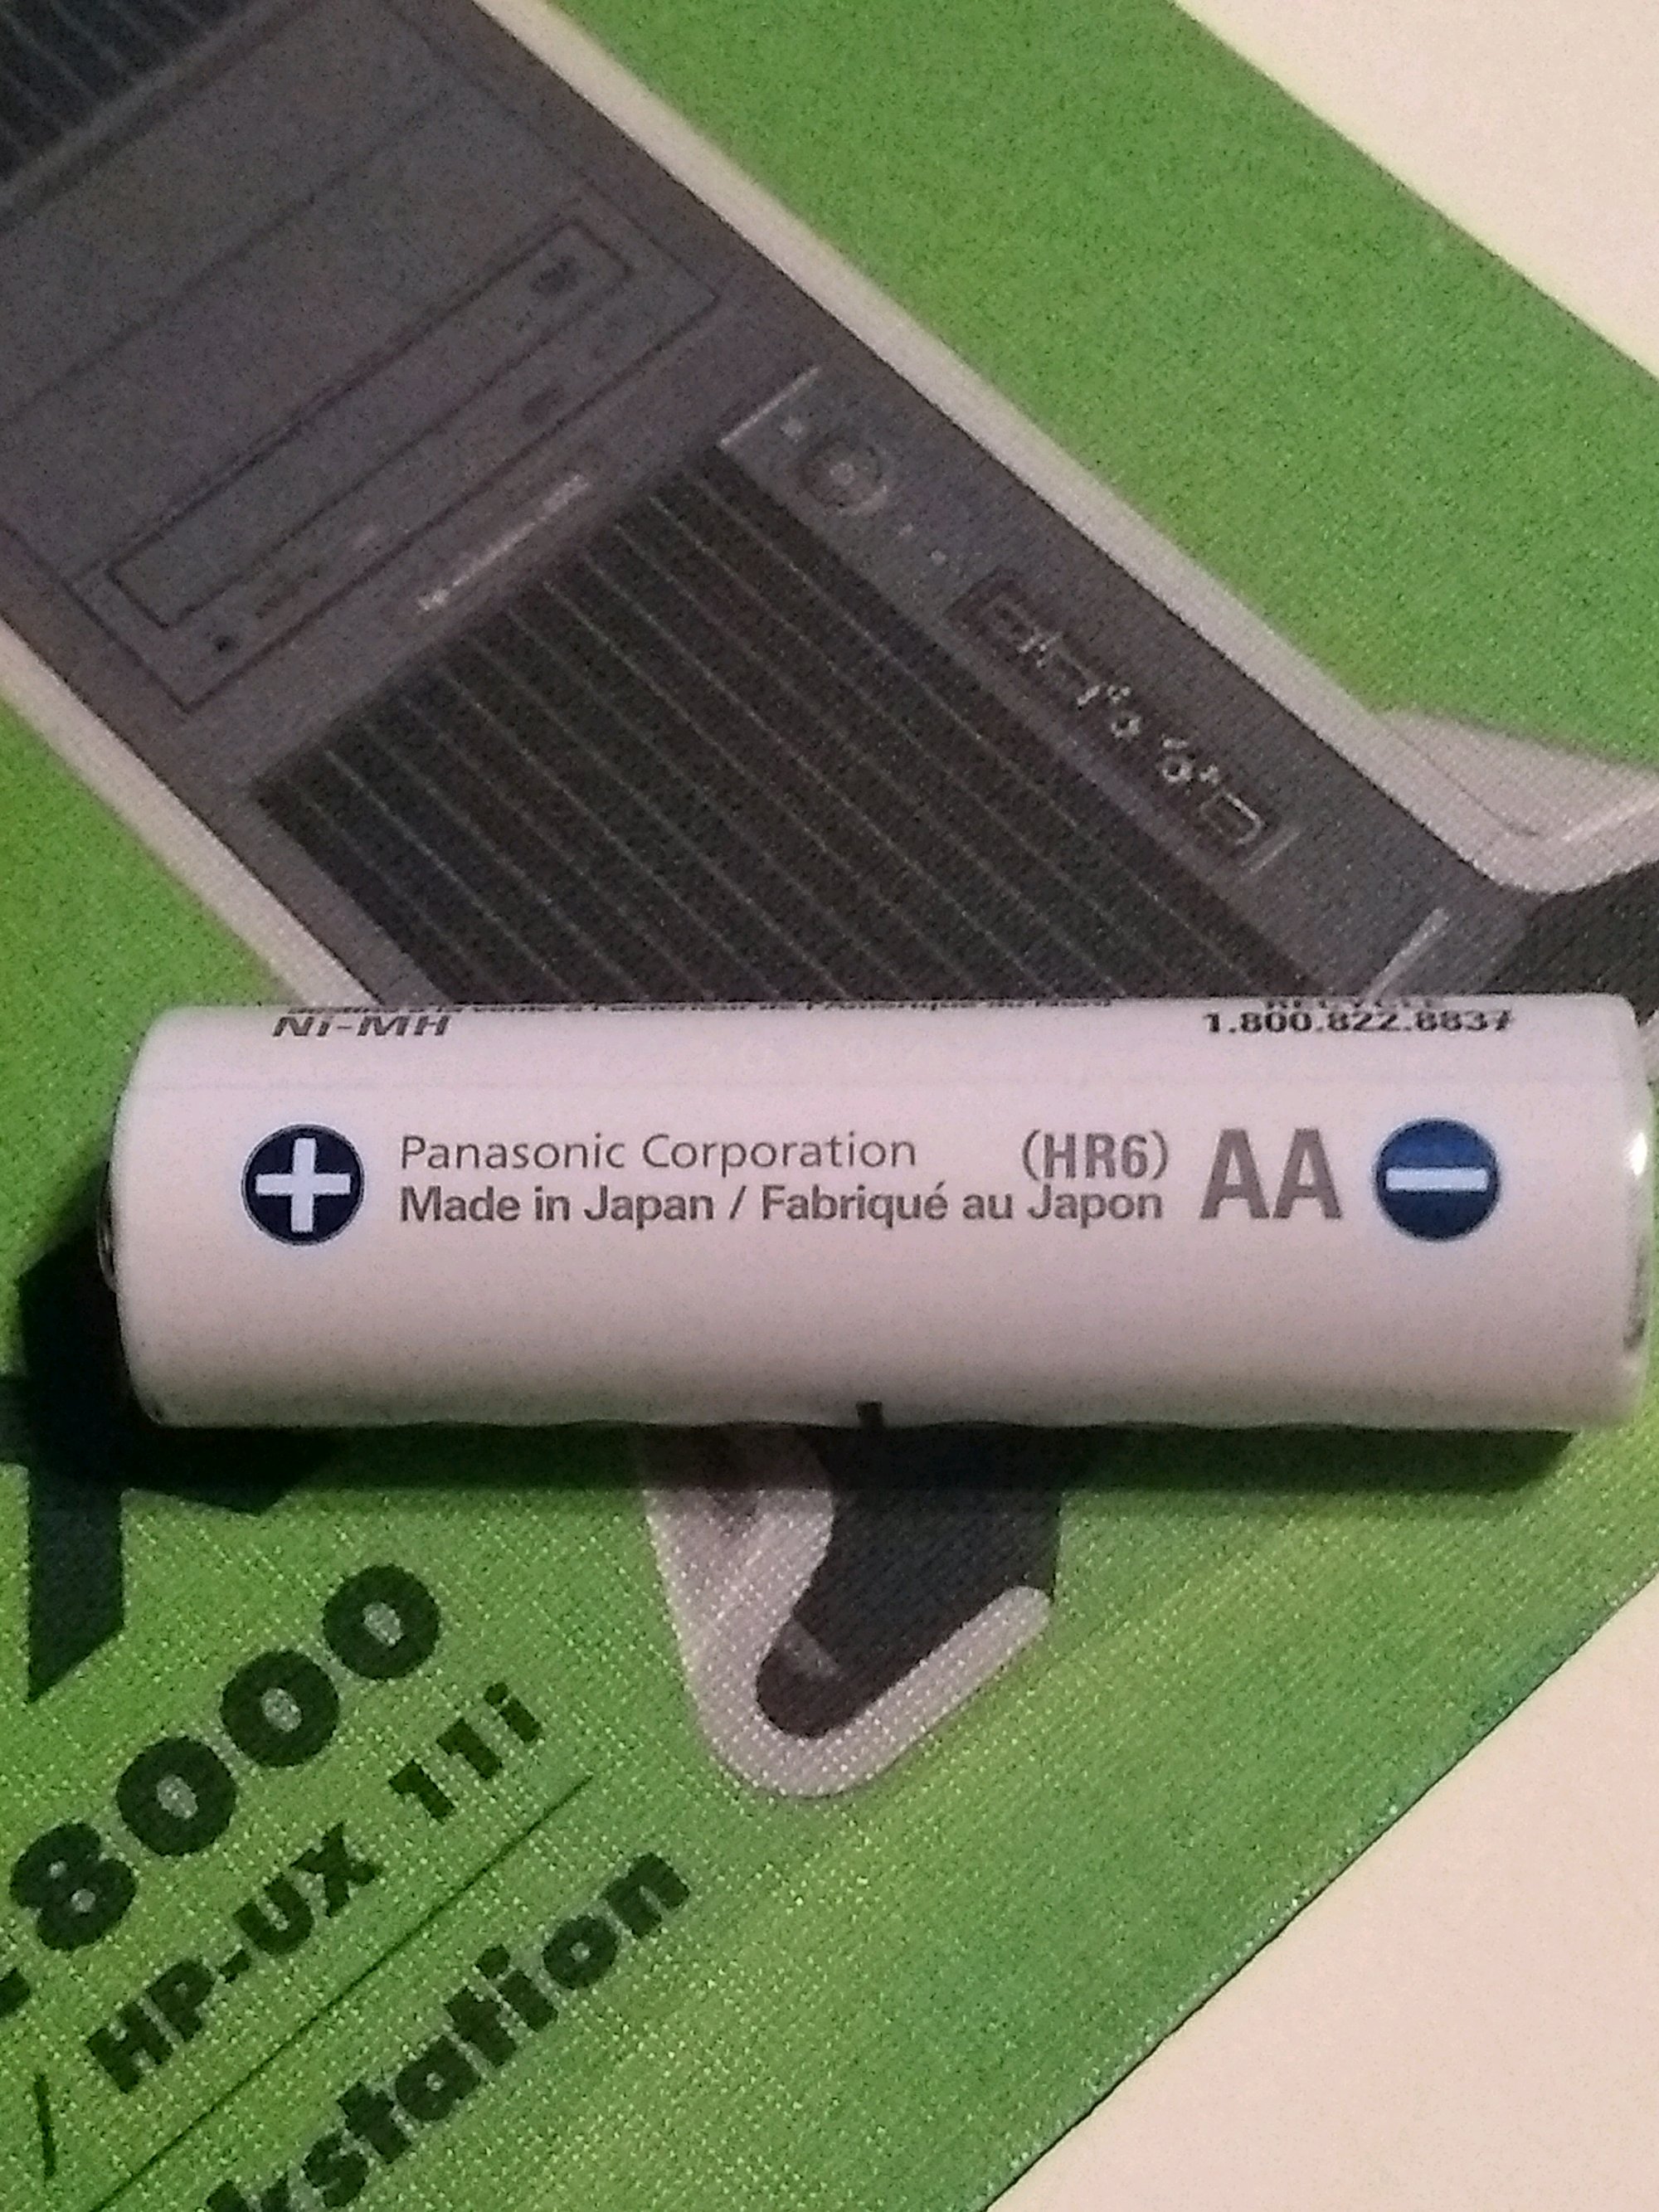 Ni-MH
RECYCLE
1.800.822.8837
Panasonic Corporation (HR6) AA
Made in Japan / Fabriqué au Japon
8000
/ HP-UX 11i